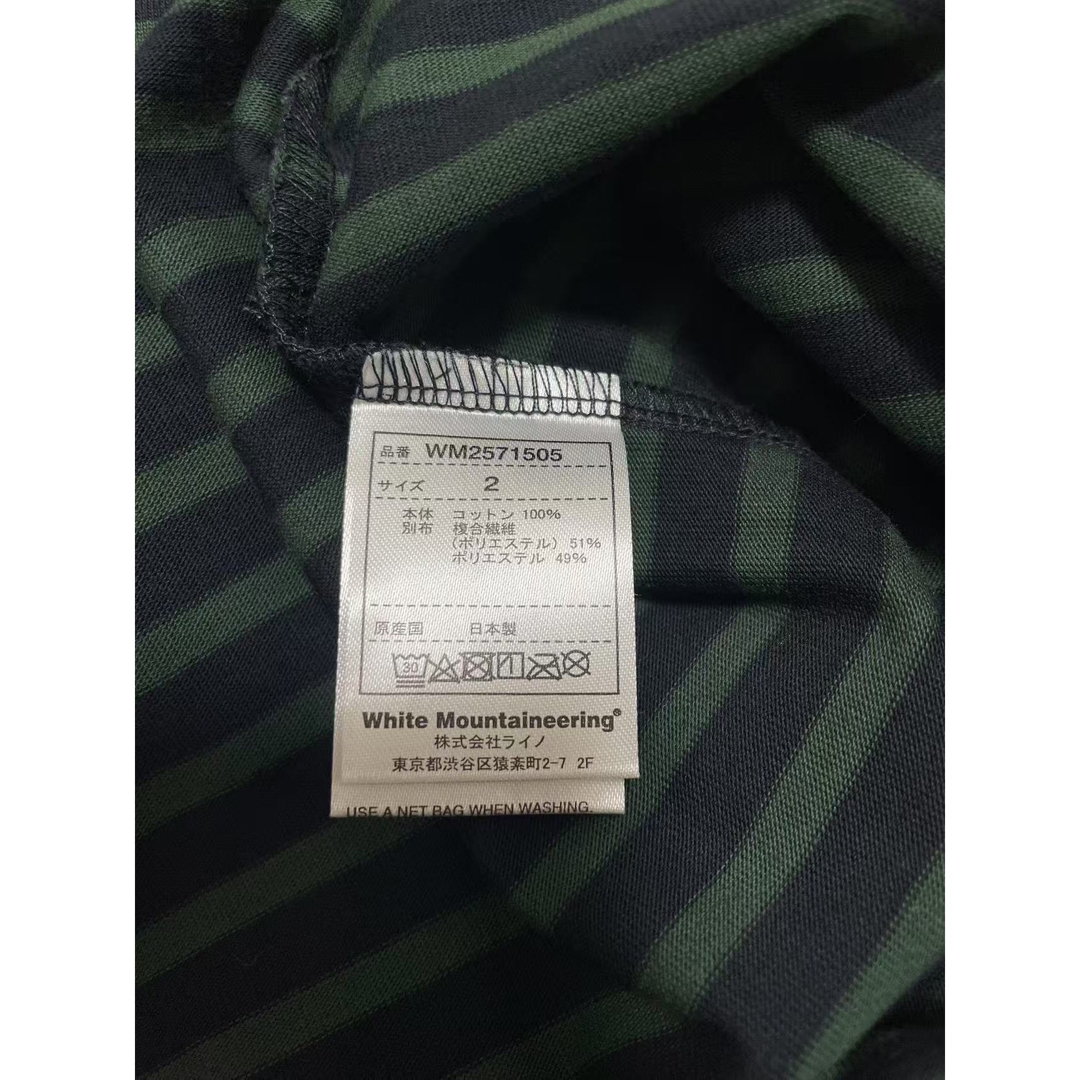 品番 WM2571505
サイズ 2
本体 コットン 100%
別布 複合繊維
(ポリエステル) 51%
ポリエステル 49%
原産国 日本製
30
White Mountaineering®
株式会社ライノ
東京都渋谷区猿楽町2-7 2F
USE A NET BAG WHEN WASHING.